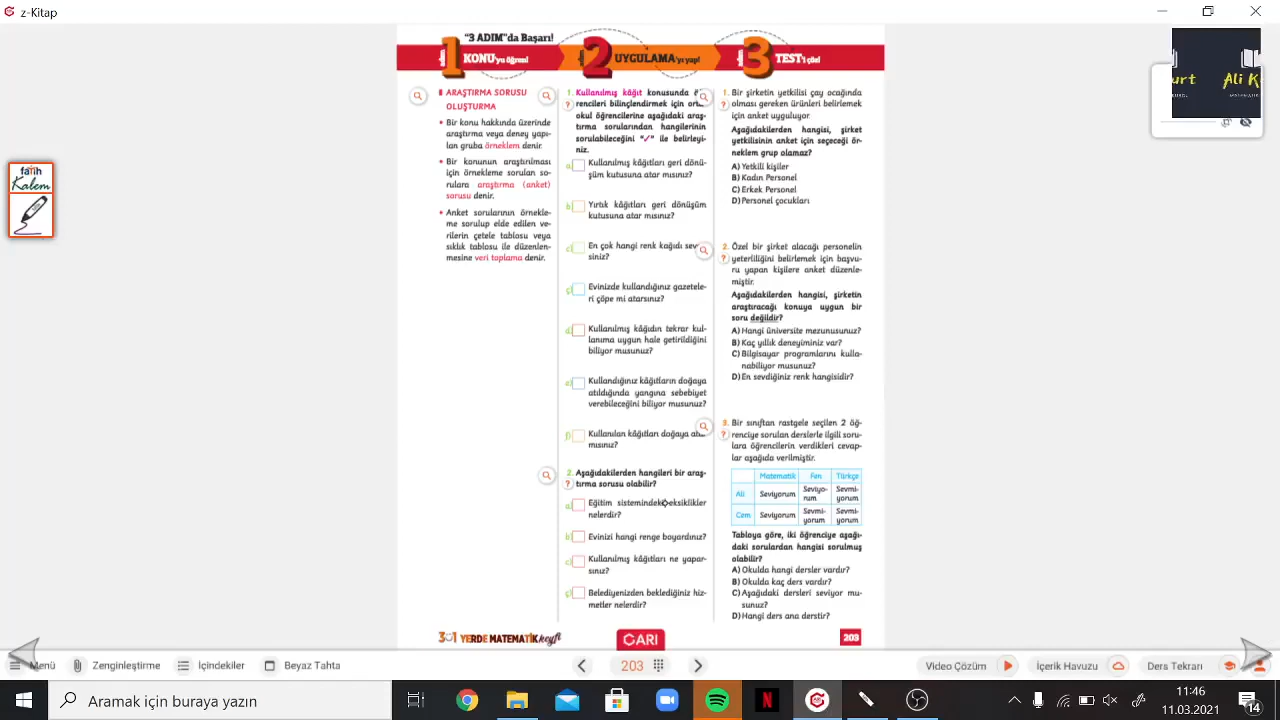 z-Kitap
"3 ADIM"da Başarı!
adım 1 KONU'yu öğren!
adım 2 UYGULAMA'yı yap!
adım 3 TEST'i çöz!
ARAŞTIRMA SORUSU
OLUŞTURMA
• Bir konu hakkında üzerinde
araştırma veya deney yapı-
lan gruba örneklem denir.
• Bir konunun araştırılması
için örnekleme sorulan so-
rulara araştırma (anket)
sorusu denir.
• Anket sorularının örnekle-
me sorulup elde edilen ve-
rilerin çetele tablosu veya
sıklık tablosu ile düzenlen-
mesine veri toplama denir.
1. Kullanılmış kâğıt konusunda
rencileri bilinçlendirmek için
okul öğrencilerine aşağıdaki araş-
tırma sorularından hangilerinin
sorulabileceğini "✓" ile belirleyi-
niz.
a) Kullanılmış kâğıtları geri dönü-
şüm kutusuna atar mısınız?
b) Yırtık kâğıtları geri dönüşüm
kutusuna atar mısınız?
c) En çok hangi renk kağıdı
siniz?
ç) Evinizde kullandığınız gazetele-
ri çöpe mi atarsınız?
d) Kullanılmış kâğıdın tekrar kul-
lanıma uygun hale getirildiğini
biliyor musunuz?
e) Kullandığınız kâğıtların doğaya
atıldığında yangına sebebiyet
verebileceğini biliyor musunuz?
f) Kullanılan kâğıtları doğaya
mısınız?
2. Aşağıdakilerden hangileri bir araş-
tırma sorusu olabilir?
a) Eğitim sistemindeki eksiklikler
nelerdir?
b) Evinizi hangi renge boyardınız?
c) Kullanılmış kâğıtları ne yapar-
sınız?
ç) Belediyenizden beklediğiniz hiz-
metler nelerdir?
1. Bir şirketin yetkilisi çay ocağında
olması gereken ürünleri belirlemek
için anket uyguluyor.
Aşağıdakilerden hangisi, şirket
yetkilisinin anket için seçeceği ör-
neklem grup olamaz?
A) Yetkili kişiler
B) Kadın Personel
C) Erkek Personel
D) Personel çocukları
2. Özel bir şirket alacağı personelin
yeterliliğini belirlemek için başvu-
ru yapan kişilere anket düzenle-
miştir.
Aşağıdakilerden hangisi, şirketin
araştıracağı konuya uygun bir
soru değildir?
A) Hangi üniversite mezunusunuz?
B) Kaç yıllık deneyiminiz var?
C) Bilgisayar programlarını kulla-
nabiliyor musunuz?
D) En sevdiğiniz renk hangisidir?
3. Bir sınıftan rastgele seçilen 2 öğ-
renciye sorulan derslerle ilgili soru-
lara öğrencilerin verdikleri cevap-
lar aşağıda verilmiştir.
Matematik Fen Türkçe
Ali Seviyorum Seviyo-rum Sevmi-yorum
Cem Seviyorum Sevmi-yorum Sevmi-yorum
Tabloya göre, iki öğrenciye aşağı-
daki sorulardan hangisi sorulmuş
olabilir?
A) Okulda hangi dersler vardır?
B) Okulda kaç ders vardır?
C) Aşağıdaki dersleri seviyor mu-
sunuz?
D) Hangi ders ana derstir?
tarih
Kalem
3ü1 YERDE MATEMATİK keyfi
ÇARI
203
Menü Zenginleştirme İçindekiler Beyaz Tahta
203
Video Çözüm İçerik Havuzu Ders Tekrarı
Aramak için buraya yazın